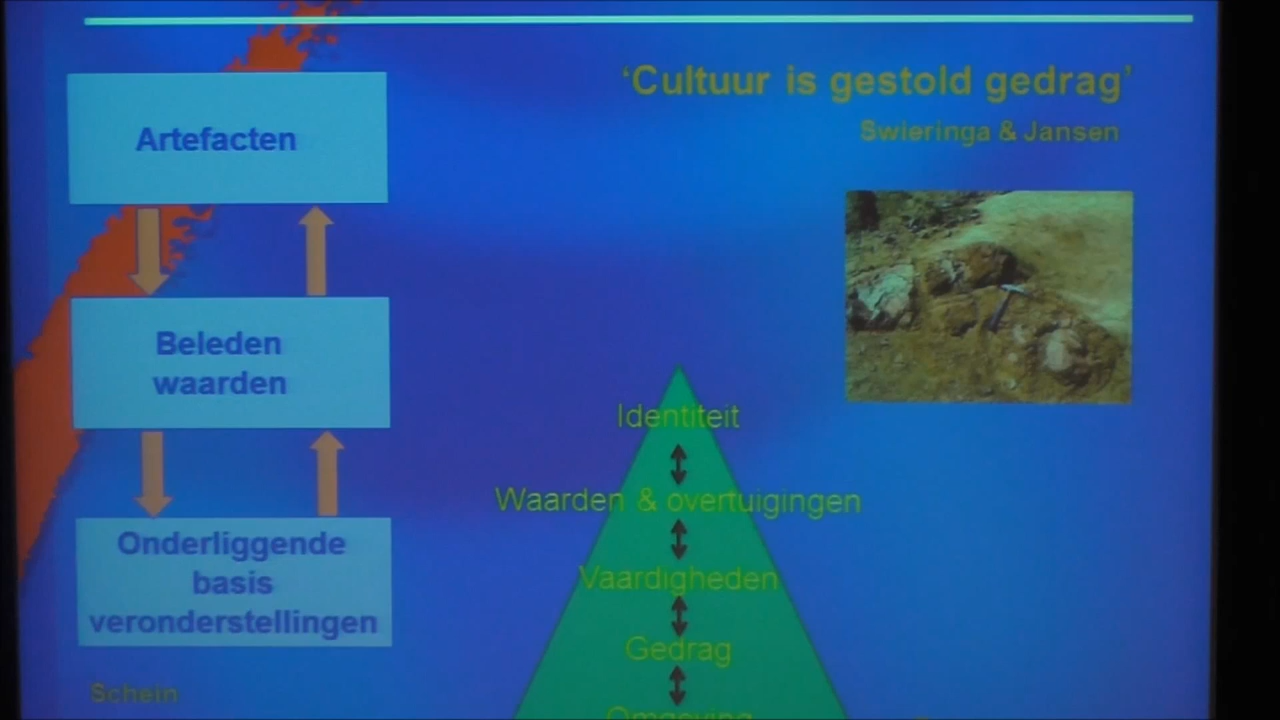 ‘Cultuur is gestold gedrag’
Swieringa & Jansen
Artefacten
Beleden
waarden
Onderliggende
basis
veronderstellingen
Schein
Identiteit
Waarden & overtuigingen
Vaardigheden
Gedrag
Omgeving